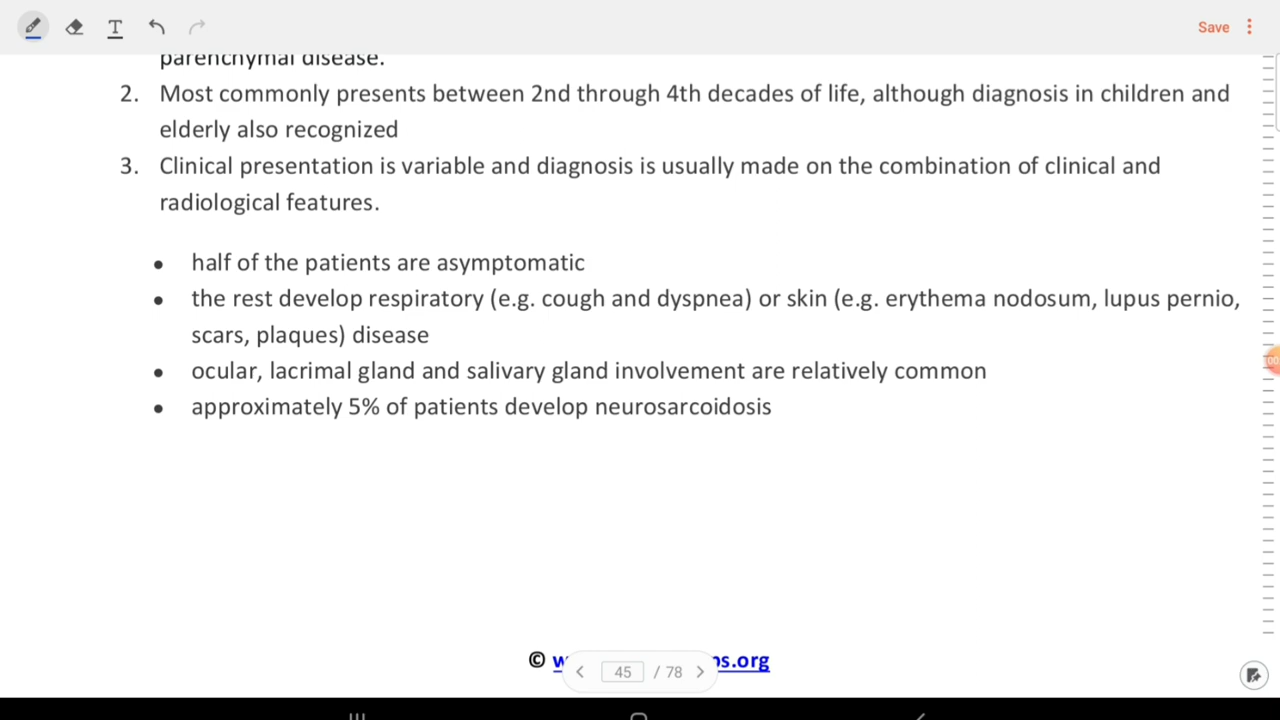 Save
parenchymal disease.
2. Most commonly presents between 2nd through 4th decades of life, although diagnosis in children and
elderly also recognized
3. Clinical presentation is variable and diagnosis is usually made on the combination of clinical and
radiological features.
• half of the patients are asymptomatic
• the rest develop respiratory (e.g. cough and dyspnea) or skin (e.g. erythema nodosum, lupus pernio,
scars, plaques) disease
• ocular, lacrimal gland and salivary gland involvement are relatively common
• approximately 5% of patients develop neurosarcoidosis
©
45 / 78